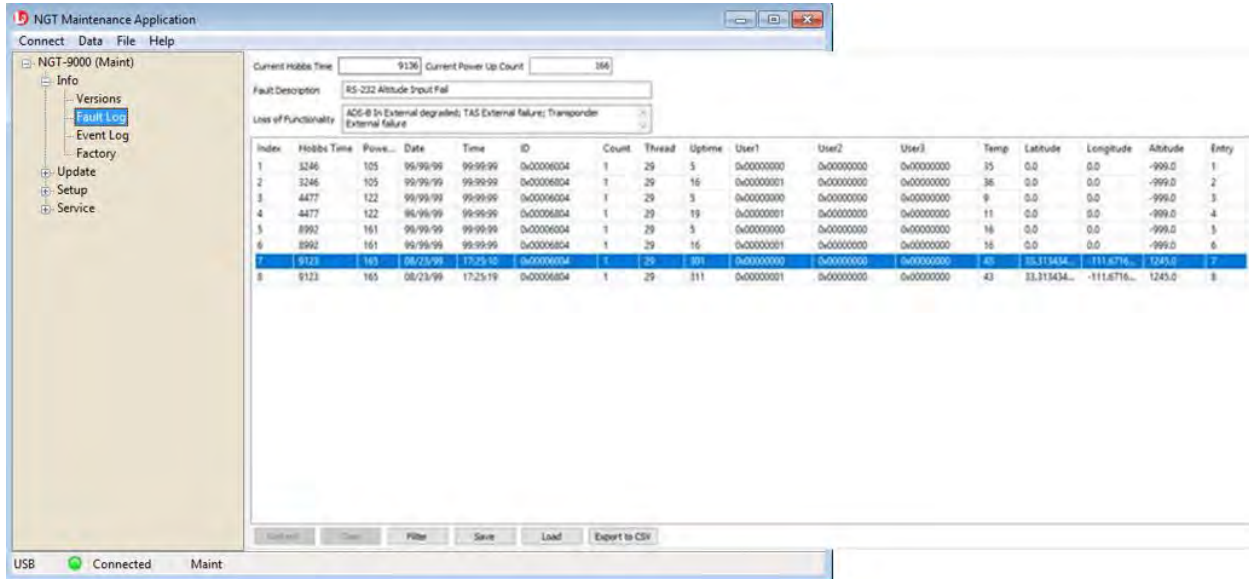 NGT Maintenance Application
Connect Data File Help
NGT-9000 (Maint)
Info
Versions
Fault Log
Event Log
Factory
Update
Setup
Service
Current Hobbs Time 9136 Current Power Up Count 166
Fault Description RS-232 Altitude Input Fail
Loss of Functionality ADS-B In External degraded; TAS External failure; Transponder
External failure
Index Hobbs Time Powe... Date Time ID Count Thread Uptime User1 User2 User3 Temp Latitude Longitude Altitude Entry
1 3246 105 99/99/99 99:99:99 0x00006004 1 29 5 0x00000000 0x00000000 0x00000000 35 0.0 0.0 -999.0 1
2 3246 105 99/99/99 99:99:99 1 29 16 0x00000001 0x00000000 0x00000000 36 0.0 0.0 -999.0 2
3 4477 122 99/99/99 99:99:99 1 29 5 0x00000000 0x00000000 0x00000000 9 0.0 0.0 -999.0 3
4 4477 122 99/99/99 99:99:99 1 29 19 0x00000001 0x00000000 0x00000000 11 0.0 0.0 -999.0 4
5 8992 161 99/99/99 99:99:99 1 29 5 0x00000000 0x00000000 0x00000000 16 0.0 0.0 -999.0 5
6 8992 161 99/99/99 99:99:99 1 29 16 0x00000001 0x00000000 0x00000000 16 0.0 0.0 -999.0 6
7 9123 165 08/23/99 17:25:10 1 29 301 0x00000000 0x00000000 0x00000000 43 33.313434... -111.6716... 1245.0 7
8 9123 165 08/23/99 17:25:19 1 29 311 0x00000001 0x00000000 0x00000000 43 33.313434... -111.6716... 1245.0 8
Filter Save Load Export to CSV
USB Connected Maint